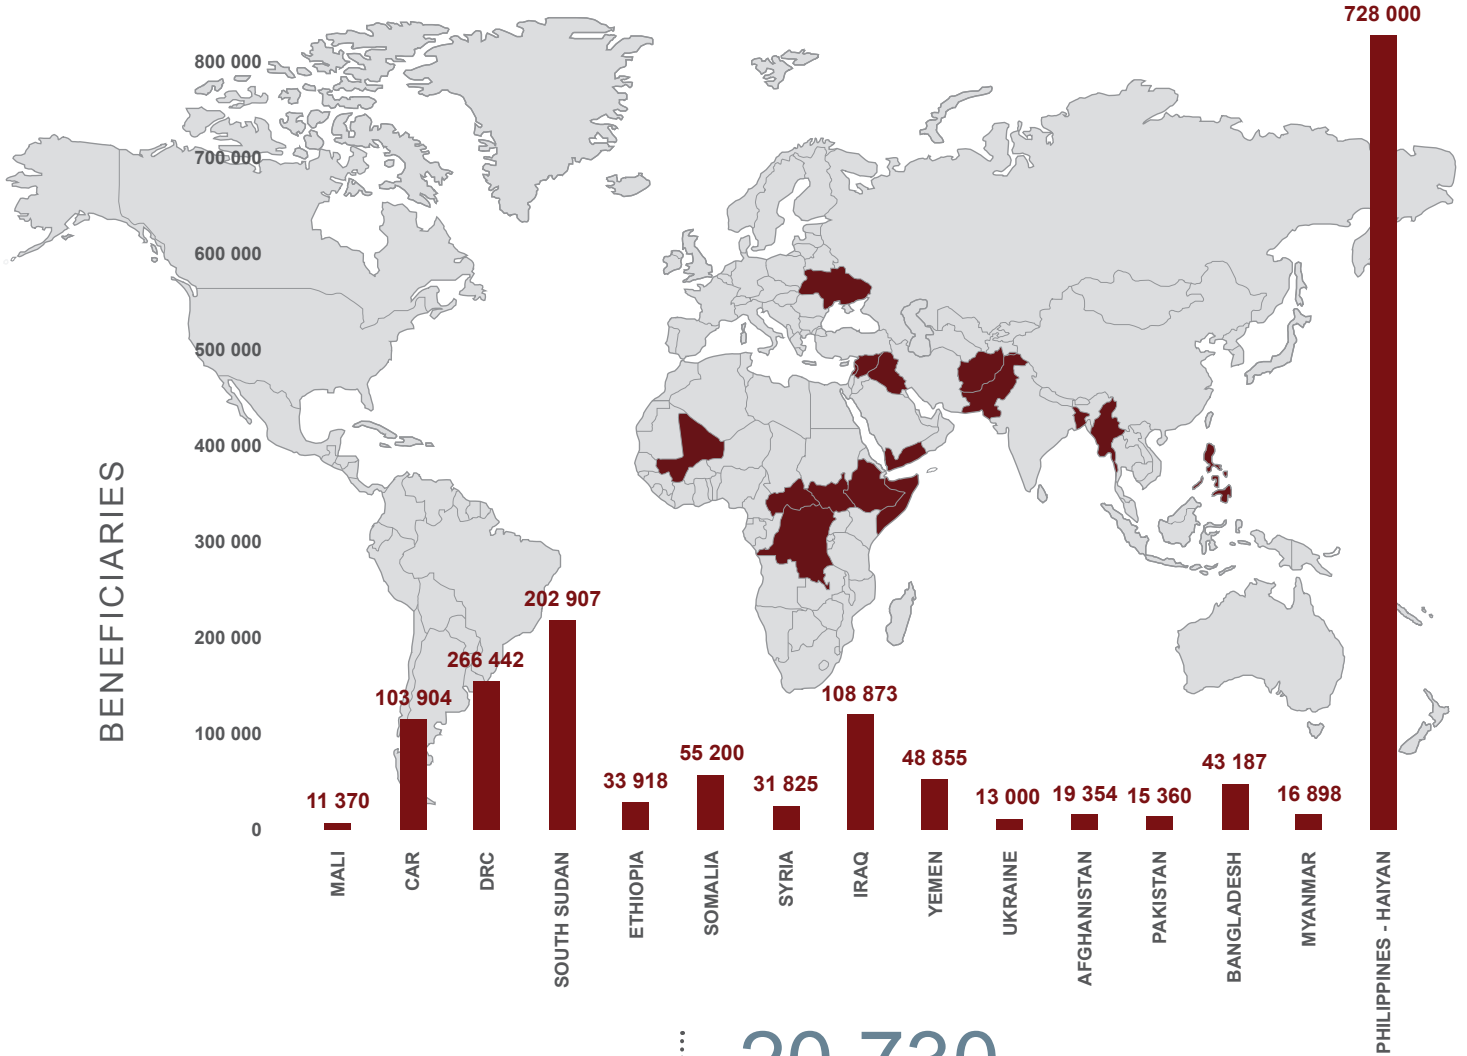 728 000
800 000
700 000
600 000
500 000
400 000
300 000
200 000
100 000
0
BENEFICIARIES
11 370
103 904
266 442
202 907
33 918
55 200
31 825
108 873
48 855
13 000
19 354
15 360
43 187
16 898
MALI
CAR
DRC
SOUTH SUDAN
ETHIOPIA
SOMALIA
SYRIA
IRAQ
YEMEN
UKRAINE
AFGHANISTAN
PAKISTAN
BANGLADESH
MYANMAR
PHILIPPINES - HAIYAN
20 730